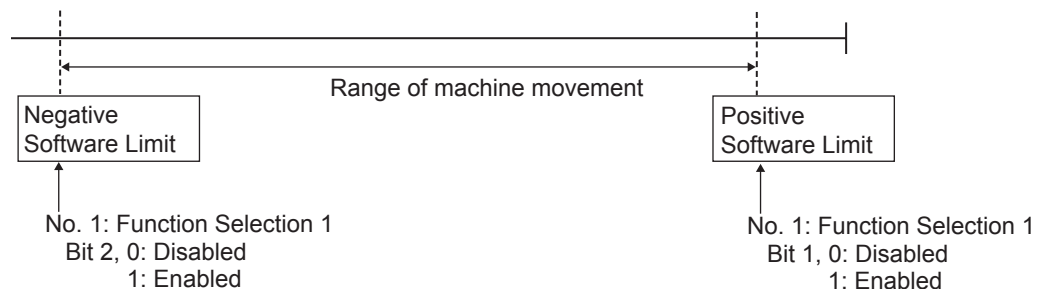 Range of machine movement
Negative
Software Limit
Positive
Software Limit
No. 1: Function Selection 1
Bit 2, 0: Disabled
1: Enabled
No. 1: Function Selection 1
Bit 1, 0: Disabled
1: Enabled